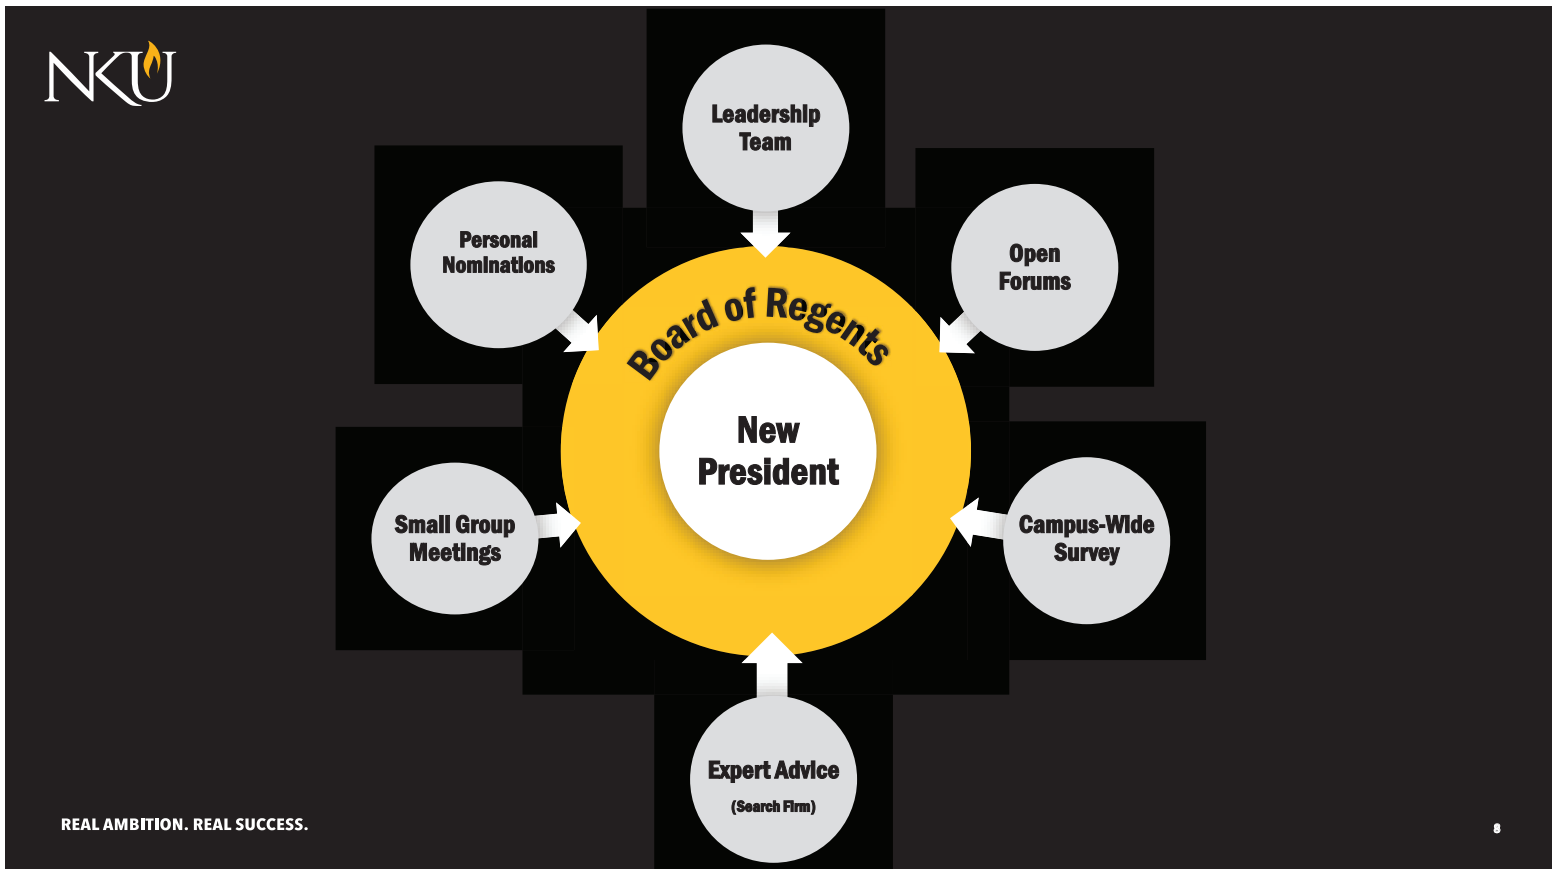 NKU
Leadership
Team
Personal
Nominations
Open
Forums
Board of Regents
New
President
Small Group
Meetings
Campus-Wide
Survey
Expert Advice
(Search Firm)
REAL AMBITION. REAL SUCCESS.
8